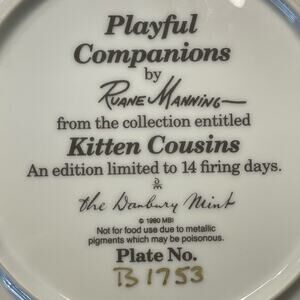 Playful
Companions
by
Ruane Manning
from the collection entitled
Kitten Cousins
An edition limited to 14 firing days.
the Danbury Mint
© 1990 MBI
Not for food use due to metallic
pigments which may be poisonous.
Plate No.
B 1753